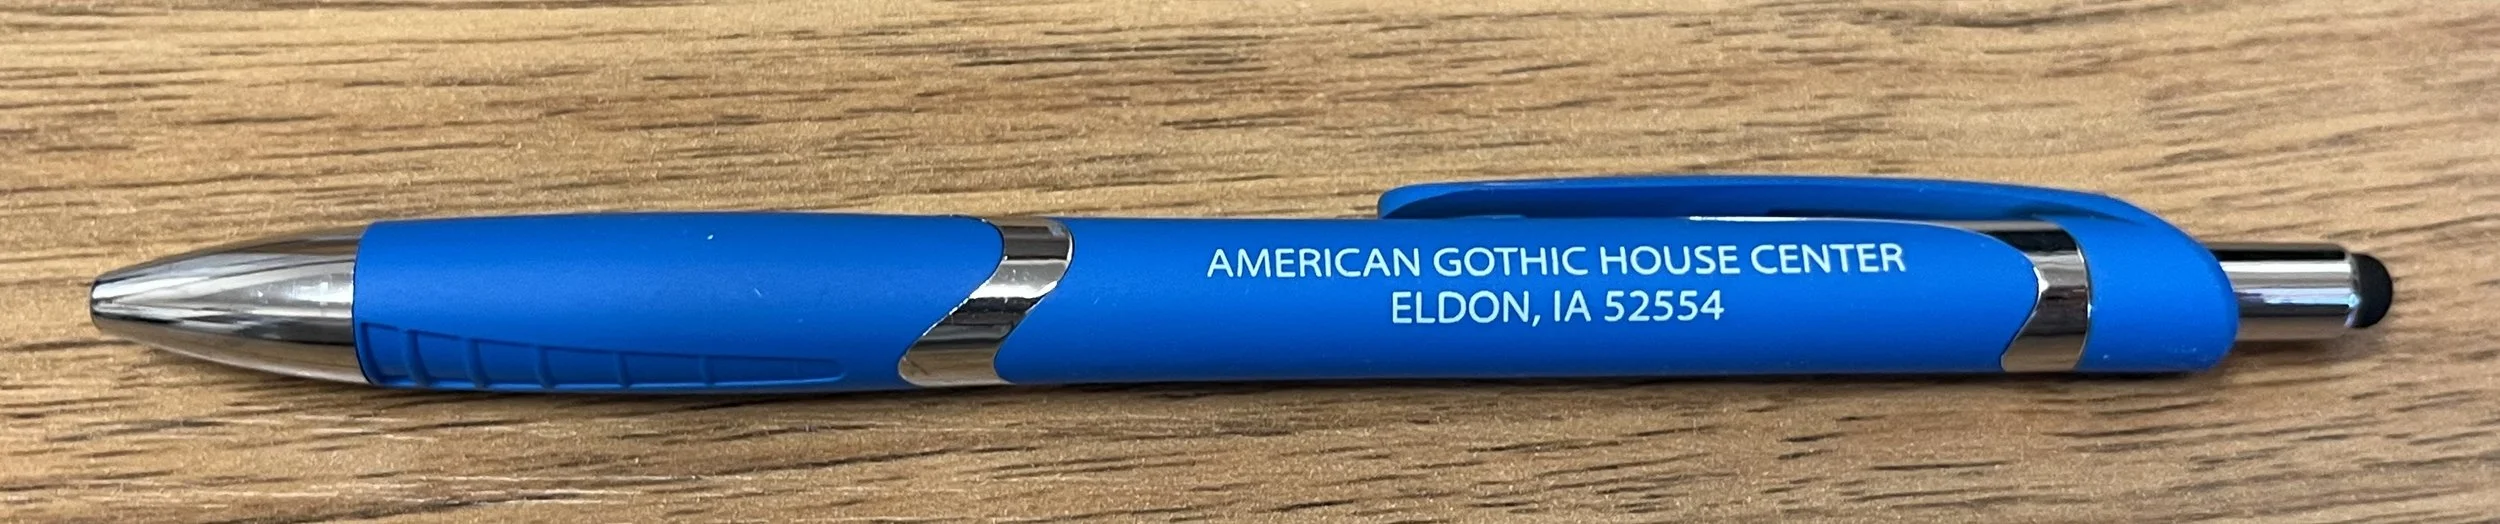 AMERICAN GOTHIC HOUSE CENTER
ELDON, IA 52554